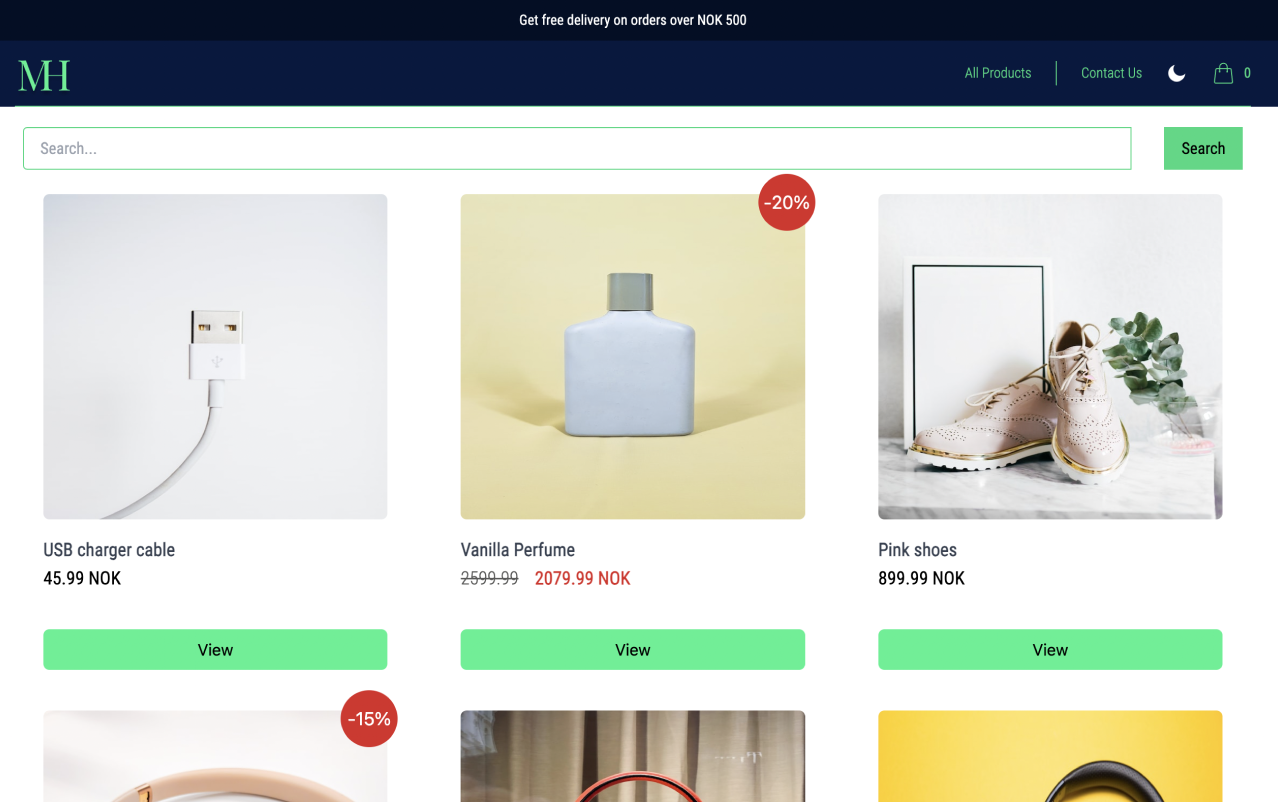 Get free delivery on orders over NOK 500
MH
All Products
Contact Us
0
Search...
Search
-20%
USB charger cable
45.99 NOK
Vanilla Perfume
2599.99 2079.99 NOK
Pink shoes
899.99 NOK
View
View
View
-15%